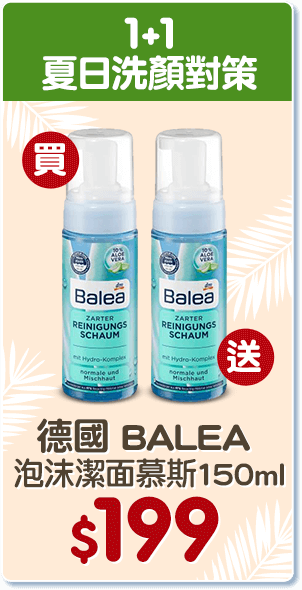 1+1
夏日洗顏對策
買
10%
ALOE
VERA
10%
ALOE
VERA
dm
dm
Balea
Balea
ZARTER
REINIGUNGS
SCHAUM
ZARTER
REINIGUNGS
SCHAUM
mit Hydro-Komplex
mit Hydro-Komplex
normale und
Mischhaut
normale und
Mischhaut
送
德國 BALEA
泡沫潔面慕斯150ml
$199